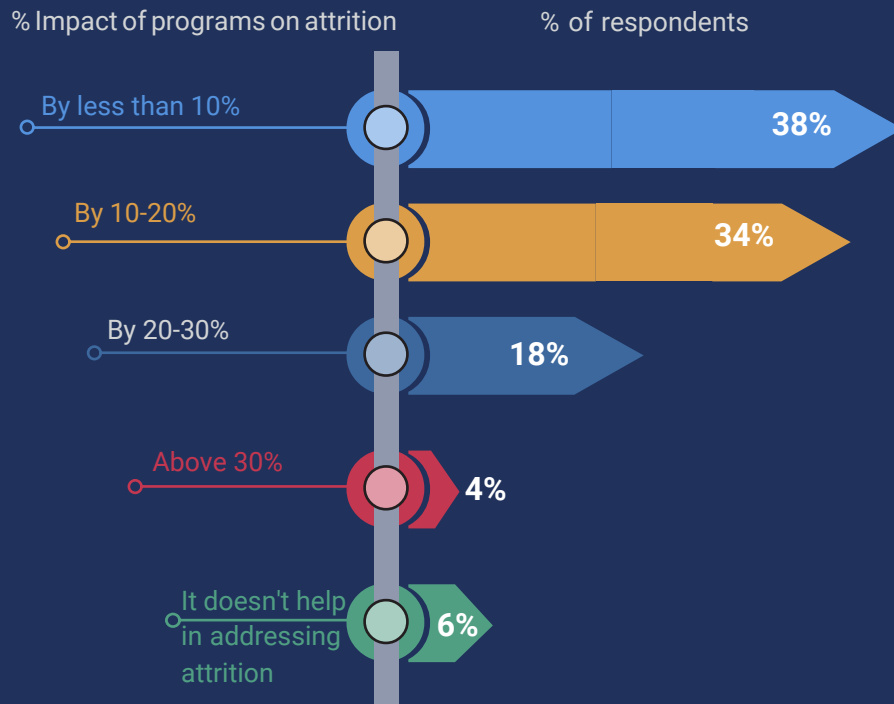 % Impact of programs on attrition
% of respondents
By less than 10%
38%
By 10-20%
34%
By 20-30%
18%
Above 30%
4%
It doesn't help
in addressing
attrition
6%